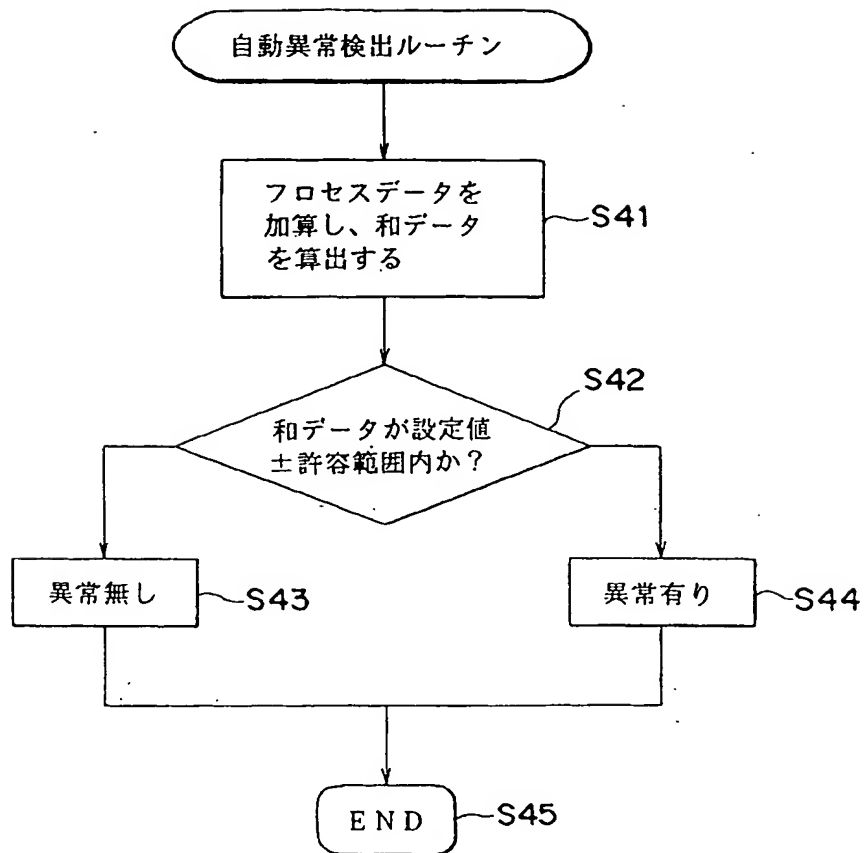 自動異常検出ルーチン
フロセスデータを
加算し、和データ
を算出する
S41
S42
和データが設定値
±許容範囲内か?
異常無し
S43
異常有り
S44
END
S45